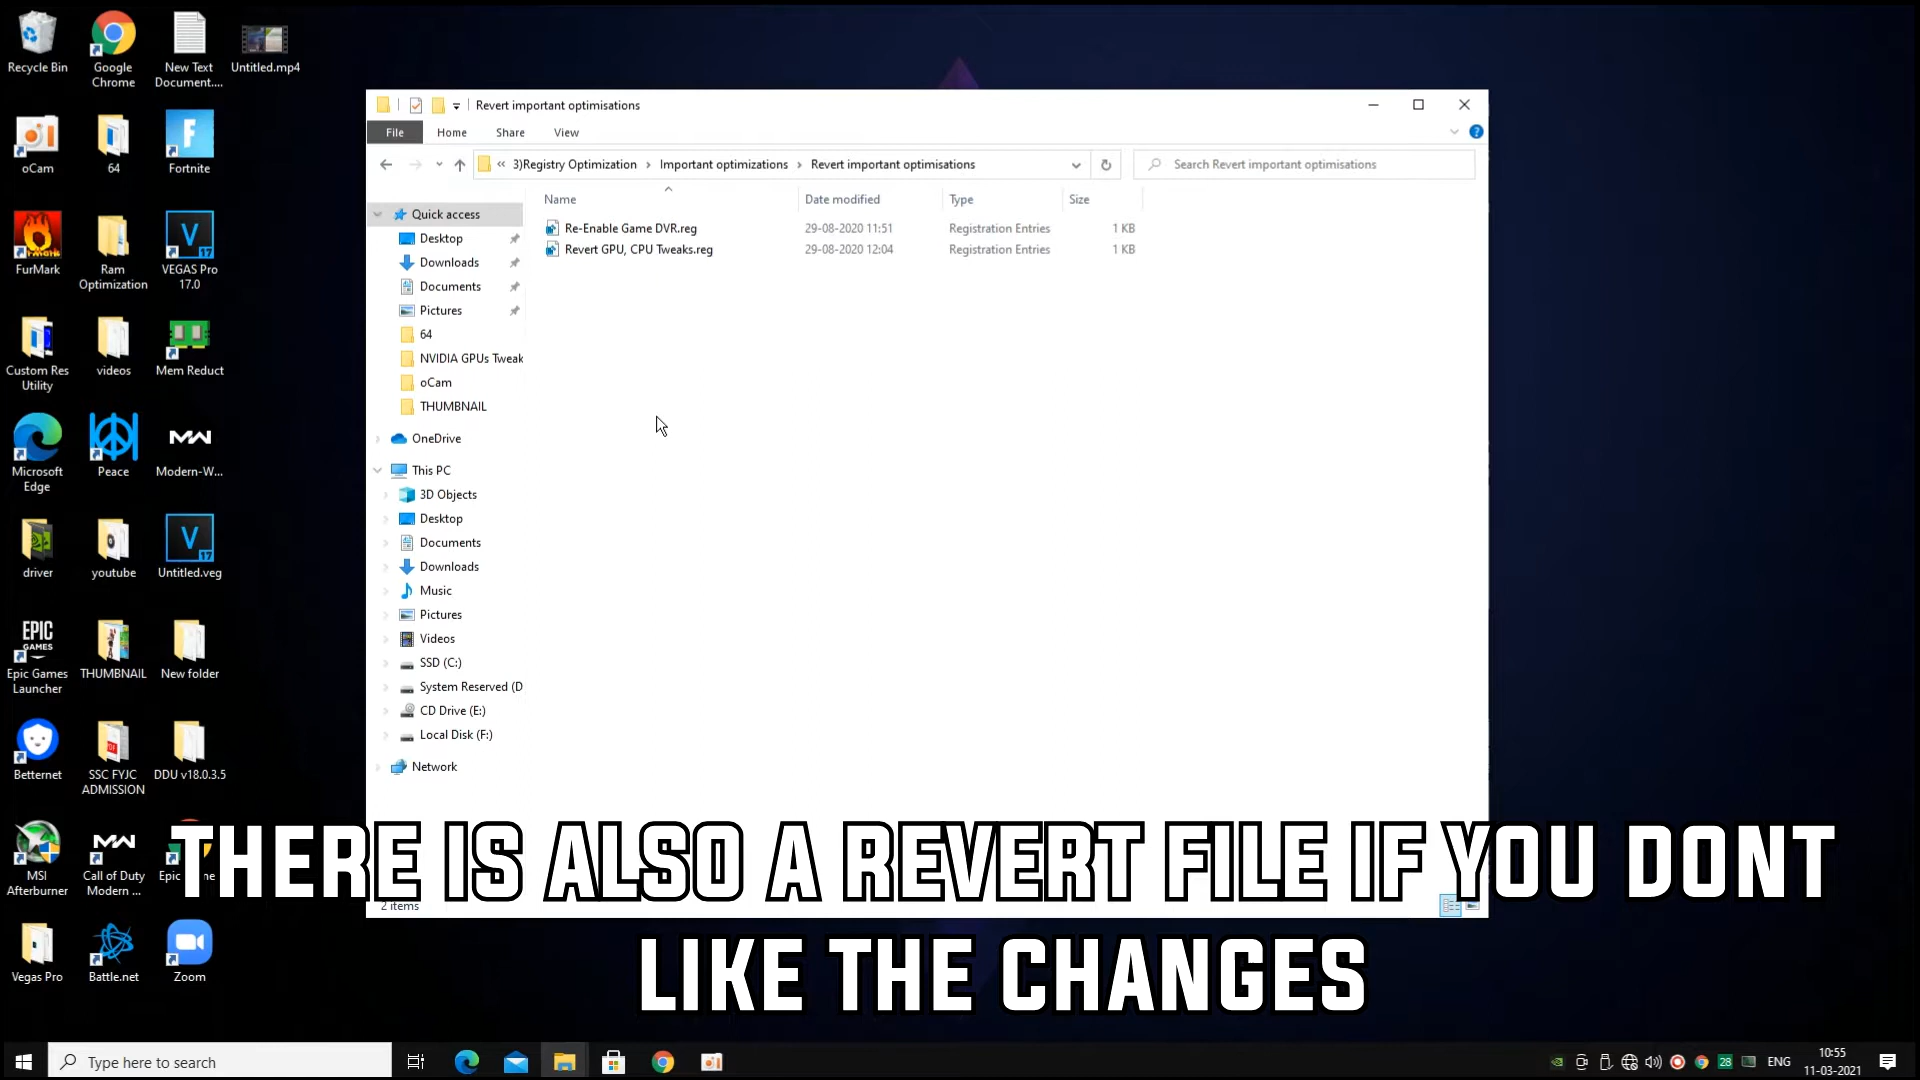 Recycle Bin
Google
Chrome
New Text
Document....
Untitled.mp4
oCam
64
Fortnite
FurMark
Ram
Optimization
VEGAS Pro
17.0
Custom Res
Utility
videos
Mem Reduct
Microsoft
Edge
Peace
Modern-W...
driver
youtube
Untitled.veg
EPIC
GAMES
Epic Games
Launcher
THUMBNAIL
New folder
Betternet
SSC FYJC
ADMISSION
DDU v18.0.3.5
MSI
Afterburner
Call of Duty
Modern ...
Vegas Pro
Battle.net
Zoom
Revert important optimisations
File Home Share View
« 3)Registry Optimization › Important optimizations › Revert important optimisations
Search Revert important optimisations
Name Date modified Type Size
Re-Enable Game DVR.reg 29-08-2020 11:51 Registration Entries 1 KB
Revert GPU, CPU Tweaks.reg 29-08-2020 12:04 Registration Entries 1 KB
Quick access
Desktop
Downloads
Documents
Pictures
64
NVIDIA GPUs Tweak
oCam
THUMBNAIL
OneDrive
This PC
3D Objects
Desktop
Documents
Downloads
Music
Pictures
Videos
SSD (C:)
System Reserved (D
CD Drive (E:)
Local Disk (F:)
Network
2 items
THERE IS ALSO A REVERT FILE IF YOU DONT
LIKE THE CHANGES
Type here to search
28
ENG
10:55
11-03-2021